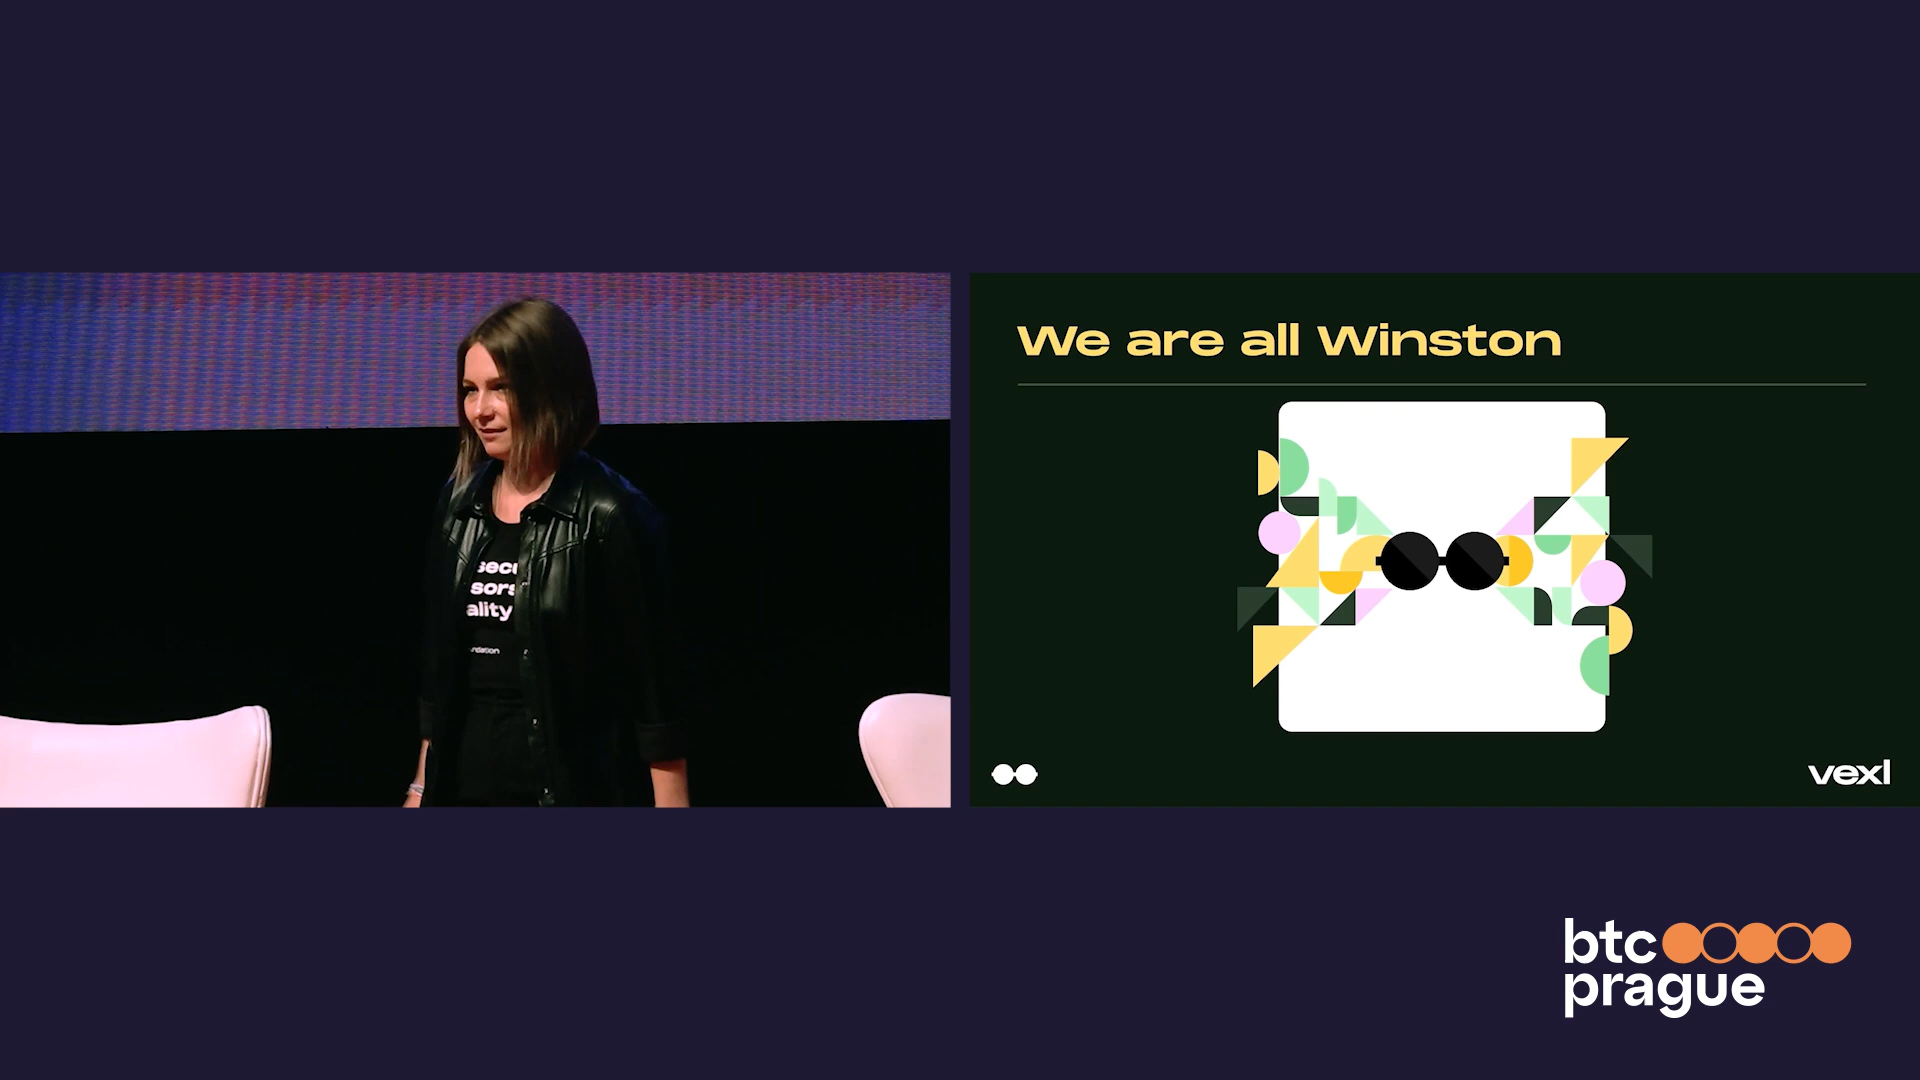 We are all Winston
vexl
btc
prague